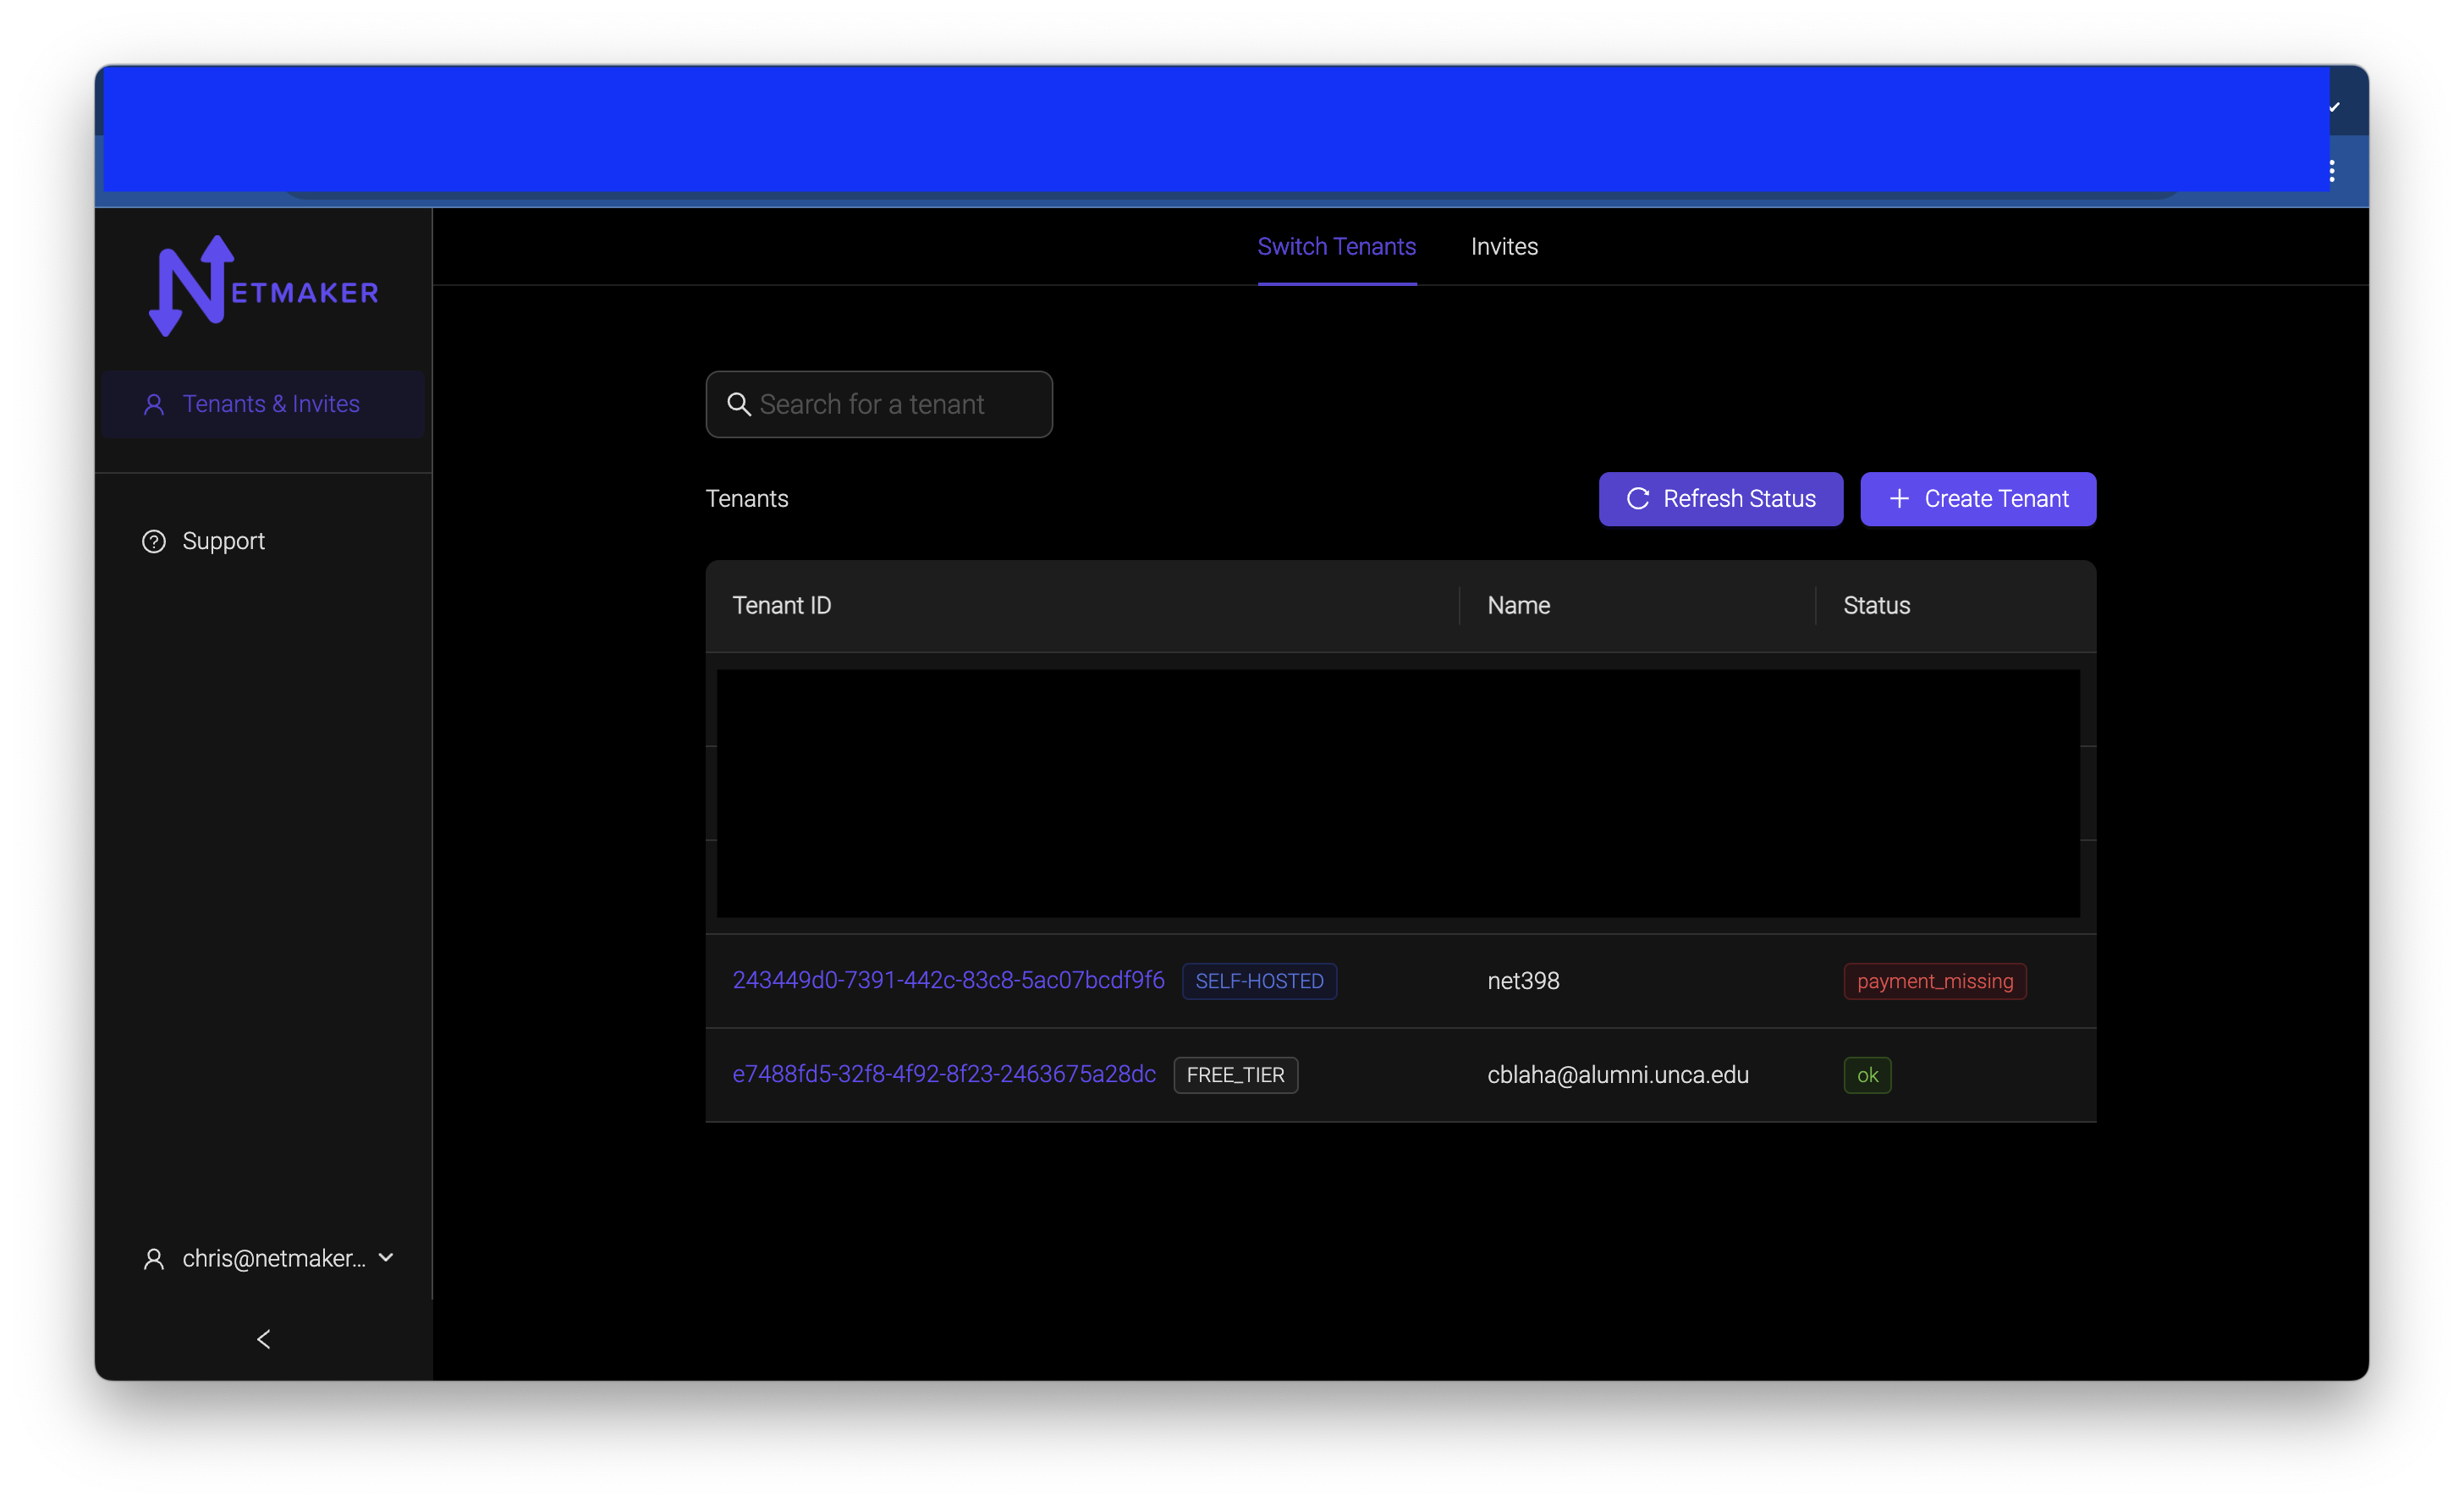 NETMAKER
Switch Tenants
Invites
Tenants & Invites
Search for a tenant
Tenants
Refresh Status
Create Tenant
Support
Tenant ID
Name
Status
243449d0-7391-442c-83c8-5ac07bcdf9f6 SELF-HOSTED net398 payment_missing
e7488fd5-32f8-4f92-8f23-2463675a28dc FREE_TIER cblaha@alumni.unca.edu ok
chris@netmaker...